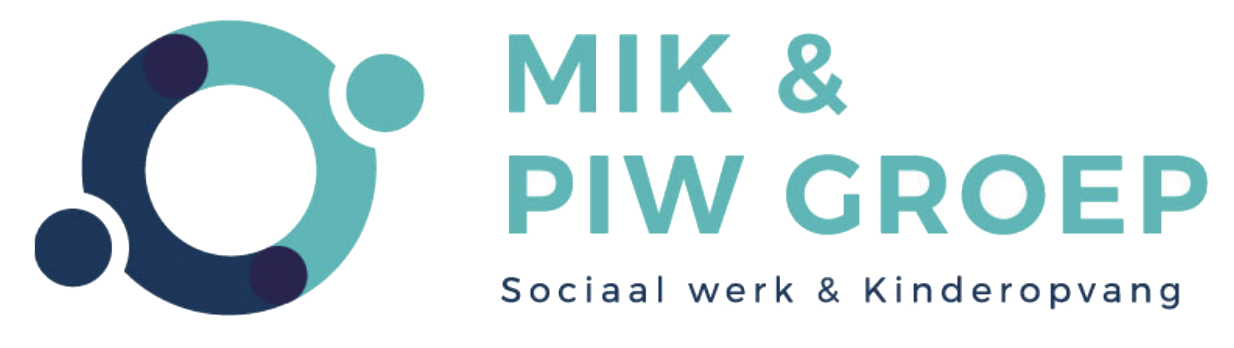 MIK &
PIW GROEP
Sociaal werk & Kinderopvang